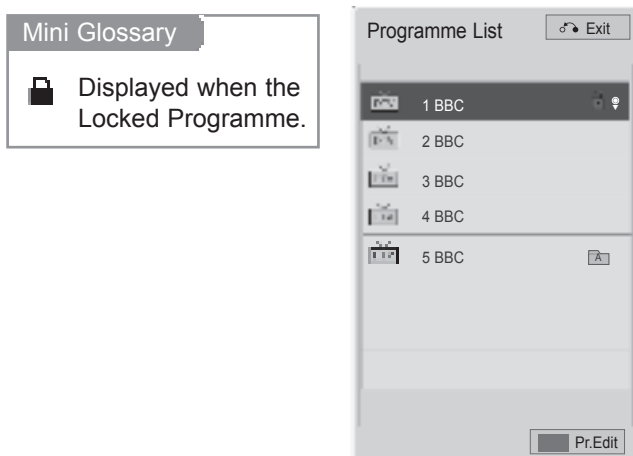 Mini Glossary
Displayed when the
Locked Programme.
Programme List
Exit
1 BBC
2 BBC
3 BBC
4 BBC
5 BBC
A
Pr.Edit